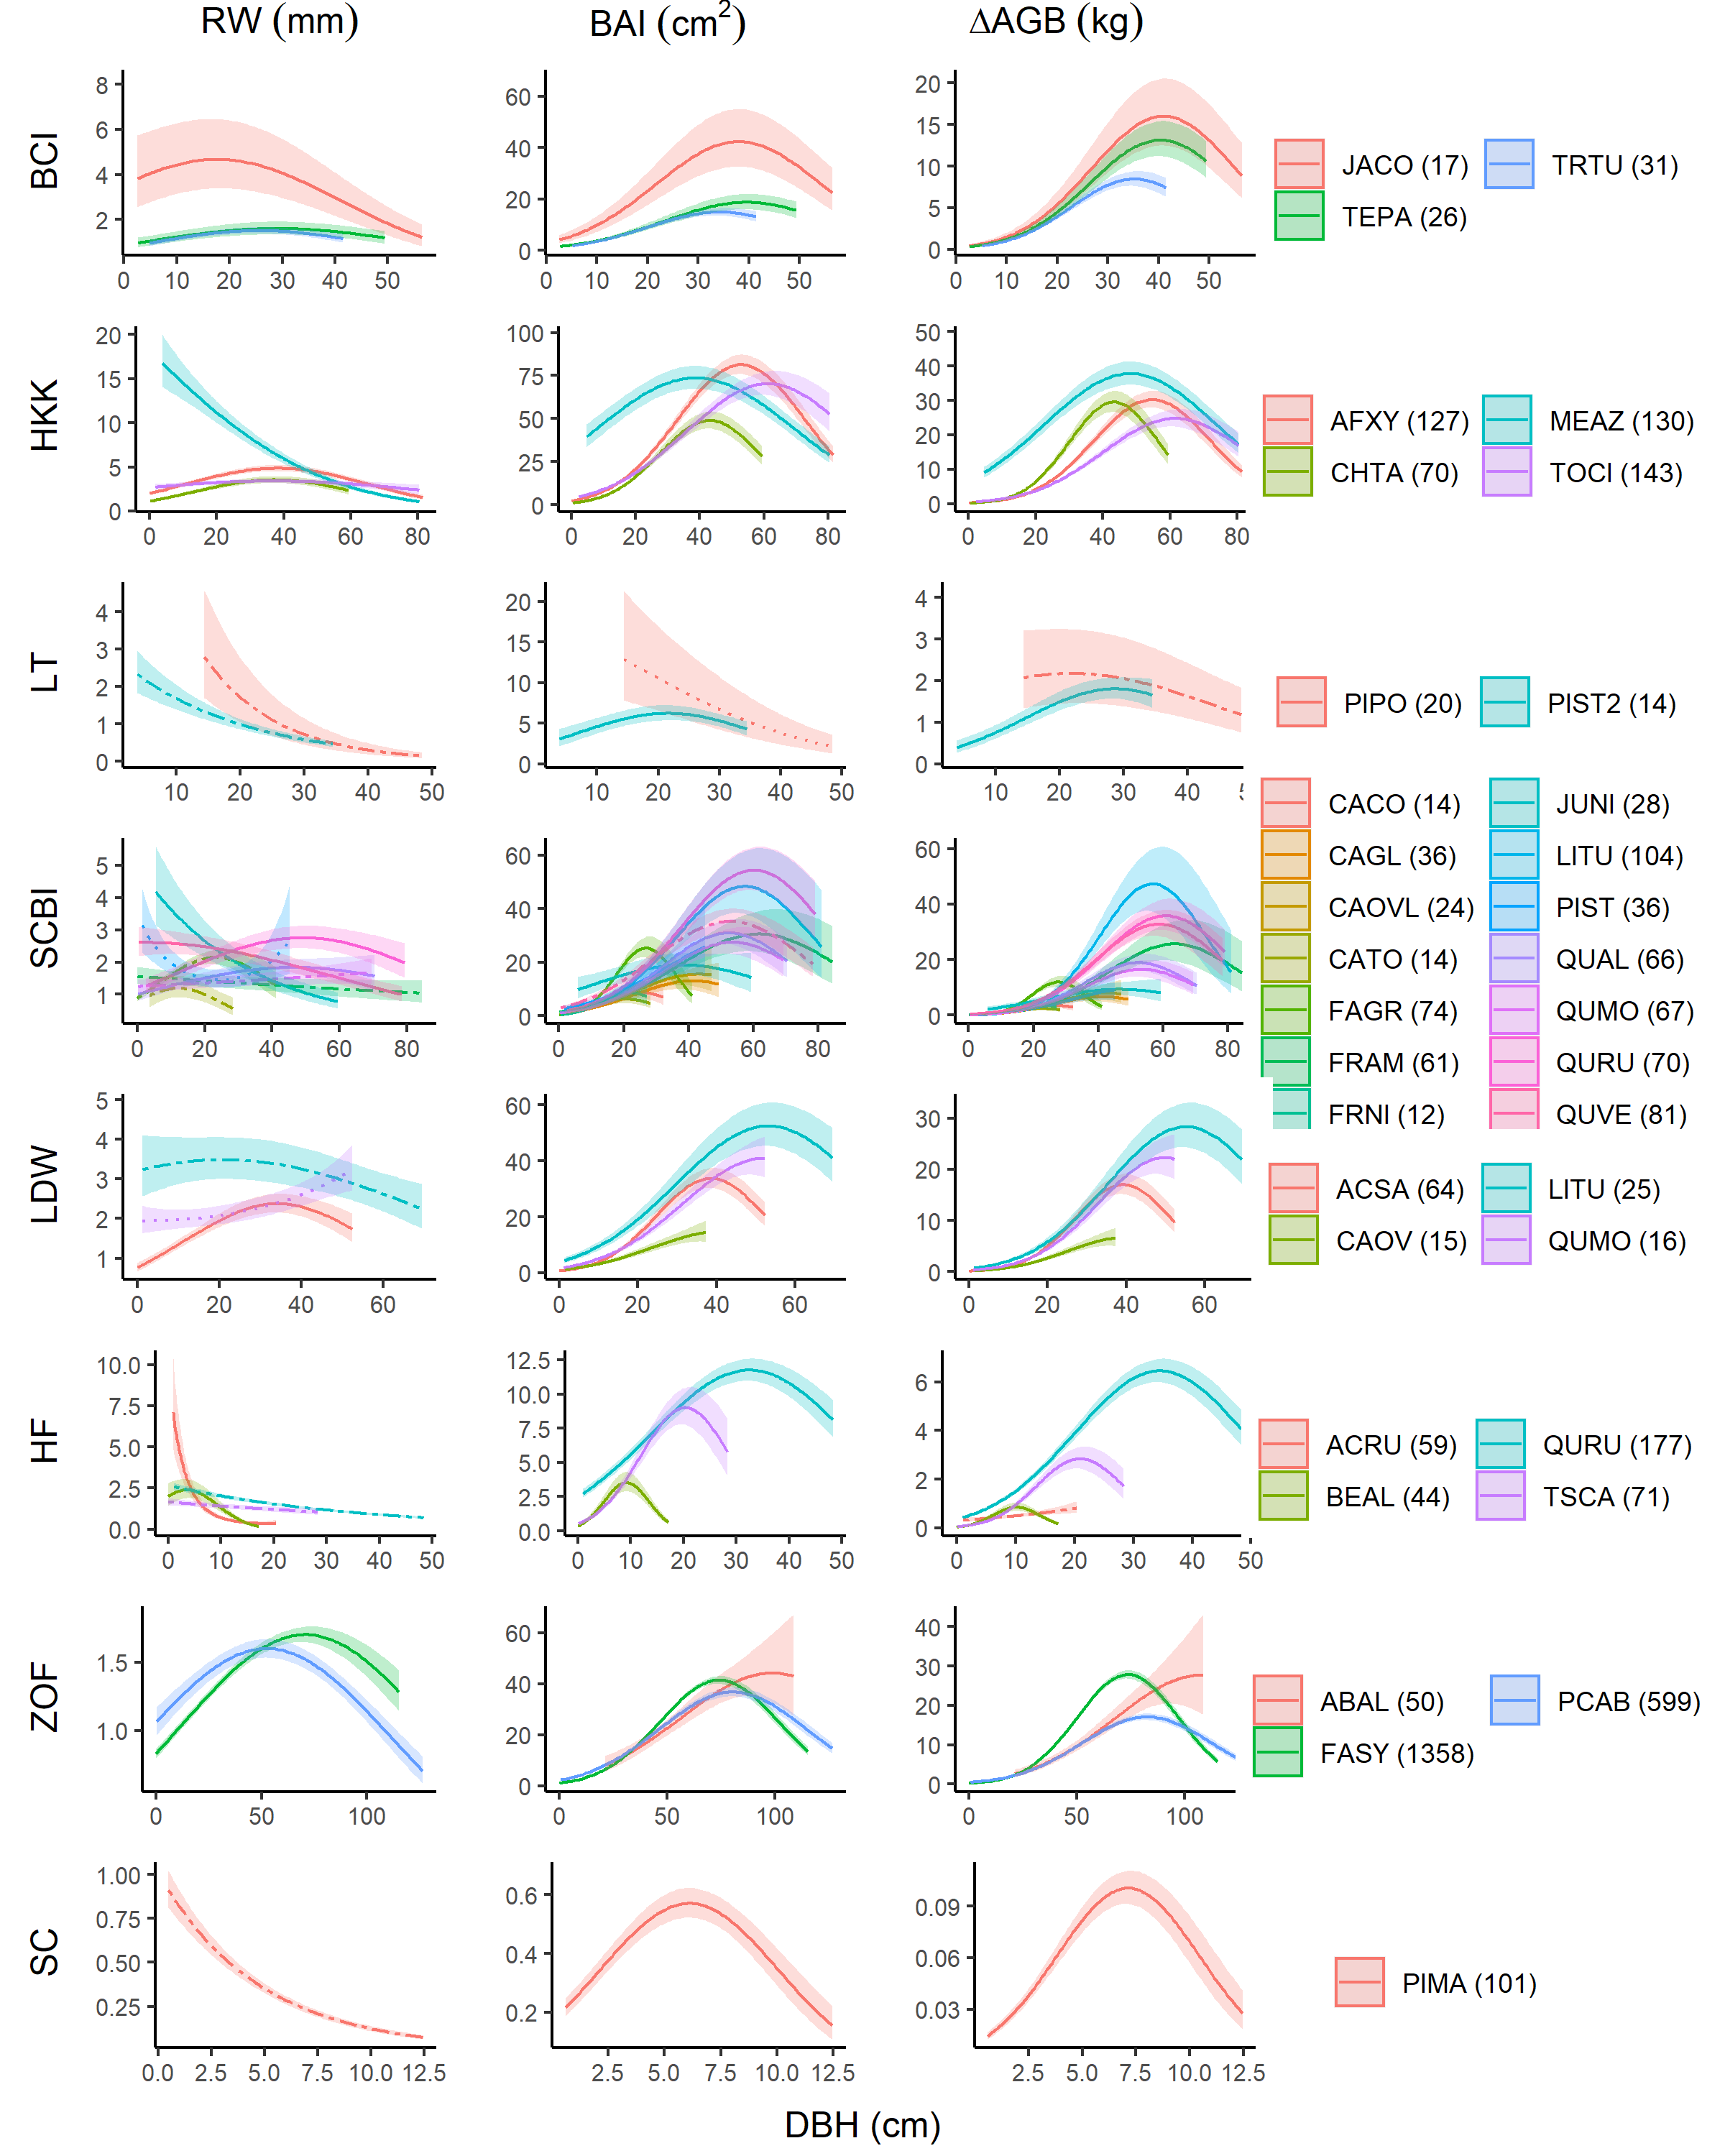 RW (mm) BAI (cm²) ΔAGB (kg)
BCI
8
6
4
2
0 10 20 30 40 50
60
40
20
0
0 10 20 30 40 50
20
15
10
5
0
0 10 20 30 40 50
JACO (17) TRTU (31)
TEPA (26)
HKK
20
15
10
5
0
0 20 40 60 80
100
75
50
25
0
0 20 40 60 80
50
40
30
20
10
0
0 20 40 60 80
AFXY (127) MEAZ (130)
CHTA (70) TOCI (143)
LT
4
3
2
1
0
10 20 30 40 50
20
15
10
5
0
10 20 30 40 50
4
3
2
1
0
10 20 30 40
PIPO (20) PIST2 (14)
SCBI
5
4
3
2
1
0 20 40 60 80
60
40
20
0
0 20 40 60 80
60
40
20
0
0 20 40 60 80
CACO (14) JUNI (28)
CAGL (36) LITU (104)
CAOVL (24) PIST (36)
CATO (14) QUAL (66)
FAGR (74) QUMO (67)
FRAM (61) QURU (70)
FRNI (12) QUVE (81)
LDW
5
4
3
2
1
0 20 40 60
60
40
20
0
0 20 40 60
30
20
10
0
0 20 40 60
ACSA (64) LITU (25)
CAOV (15) QUMO (16)
HF
10.0
7.5
5.0
2.5
0.0
0 10 20 30 40 50
12.5
10.0
7.5
5.0
2.5
0.0
0 10 20 30 40 50
6
4
2
0
0 10 20 30 40 50
ACRU (59) QURU (177)
BEAL (44) TSCA (71)
ZOF
1.5
1.0
0 50 100
60
40
20
0
0 50 100
40
30
20
10
0
0 50 100
ABAL (50) PCAB (599)
FASY (1358)
SC
1.00
0.75
0.50
0.25
0.0 2.5 5.0 7.5 10.0 12.5
0.6
0.4
0.2
2.5 5.0 7.5 10.0 12.5
0.09
0.06
0.03
2.5 5.0 7.5 10.0 12.5
PIMA (101)
DBH (cm)